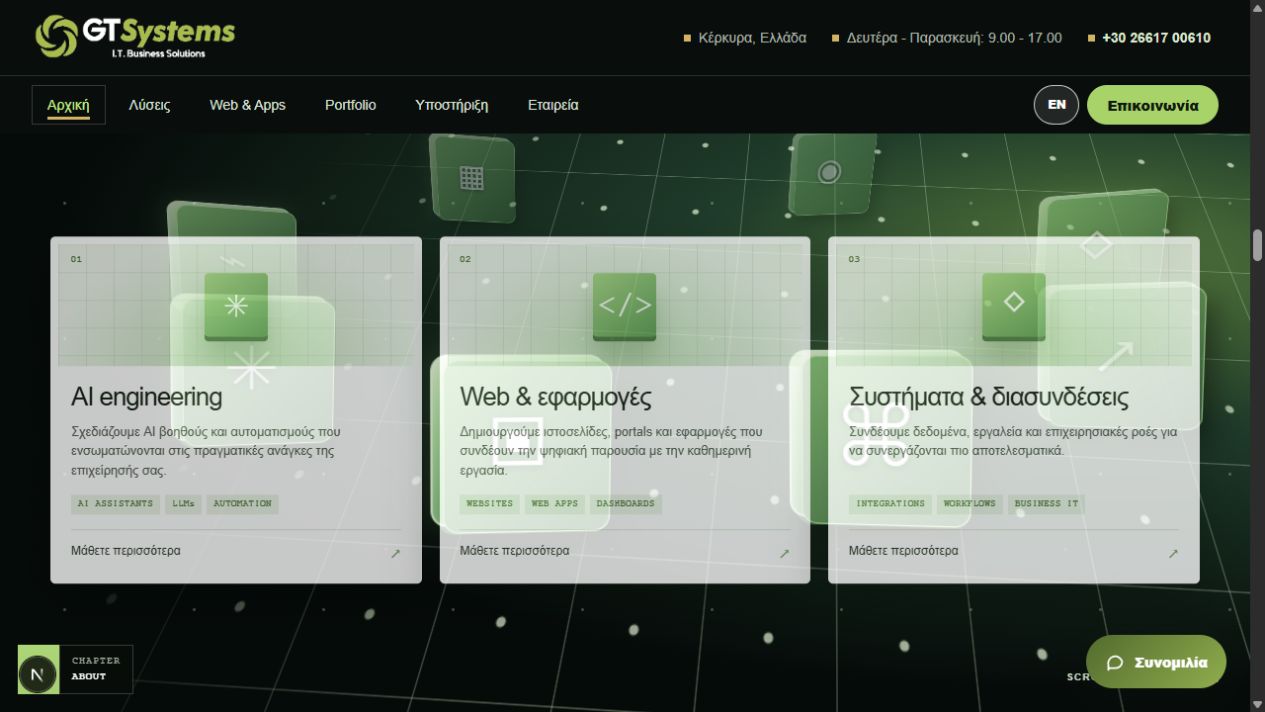 GTSystems
I.T. Business Solutions
Κέρκυρα, Ελλάδα
Δευτέρα - Παρασκευή: 9.00 - 17.00
+30 26617 00610
Αρχική
Λύσεις
Web & Apps
Portfolio
Υποστήριξη
Εταιρεία
EN
Επικοινωνία
01
</>
AI engineering
Σχεδιάζουμε AI βοηθούς και αυτοματισμούς που
ενσωματώνονται στις πραγματικές ανάγκες της
επιχείρησής σας.
AI ASSISTANTS
LLMs
AUTOMATION
Μάθετε περισσότερα
02
Web & εφαρμογές
Δημιουργούμε ιστοσελίδες, portals και εφαρμογές που
συνδέουν την ψηφιακή παρουσία με την καθημερινή
εργασία.
WEBSITES
WEB APPS
DASHBOARDS
Μάθετε περισσότερα
03
Συστήματα & διασυνδέσεις
Συνδέουμε δεδομένα, εργαλεία και επιχειρησιακές ροές για
να συνεργάζονται πιο αποτελεσματικά.
INTEGRATIONS
WORKFLOWS
BUSINESS IT
Μάθετε περισσότερα
N
CHAPTER
ABOUT
Συνομιλία